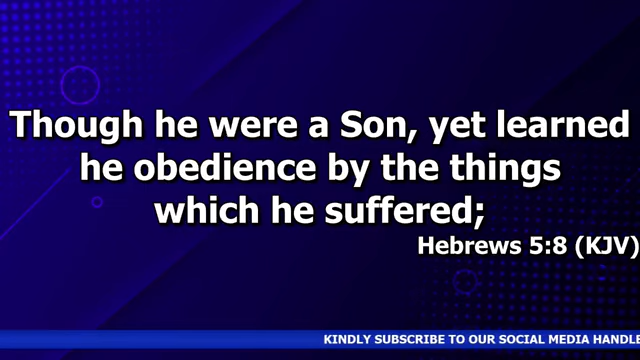 Though he were a Son, yet learned
he obedience by the things
which he suffered;
Hebrews 5:8 (KJV)
KINDLY SUBSCRIBE TO OUR SOCIAL MEDIA HANDLE